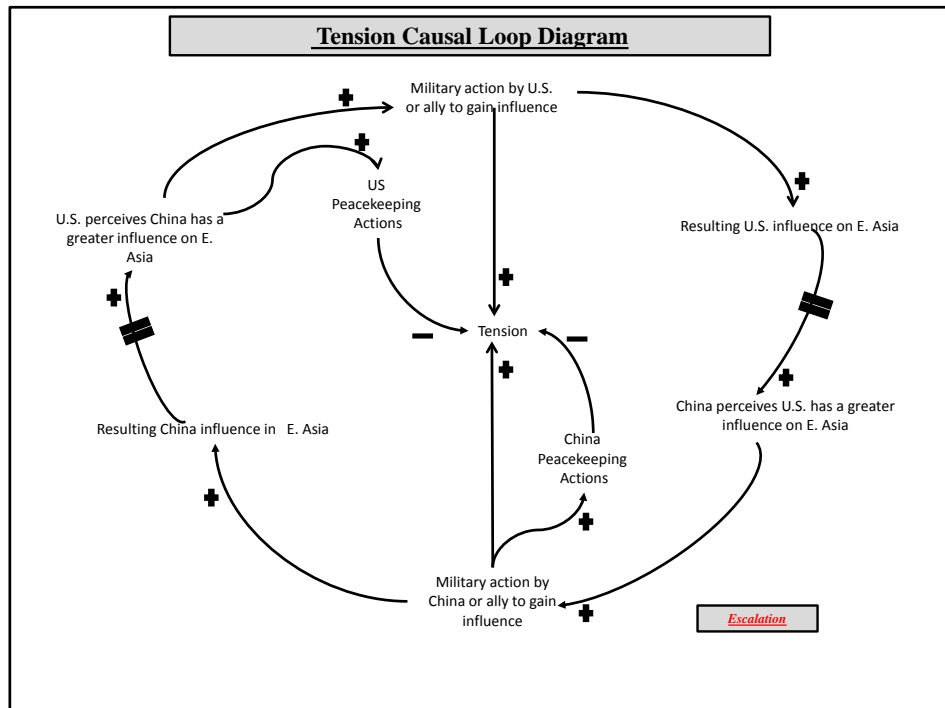 Tension Causal Loop Diagram
Military action by U.S.
or ally to gain influence
US
Peacekeeping
Actions
U.S. perceives China has a
greater influence on E.
Asia
Resulting U.S. influence on E. Asia
Tension
China perceives U.S. has a greater
influence on E. Asia
Resulting China influence in E. Asia
China
Peacekeeping
Actions
Military action by
China or ally to gain
influence
Escalation